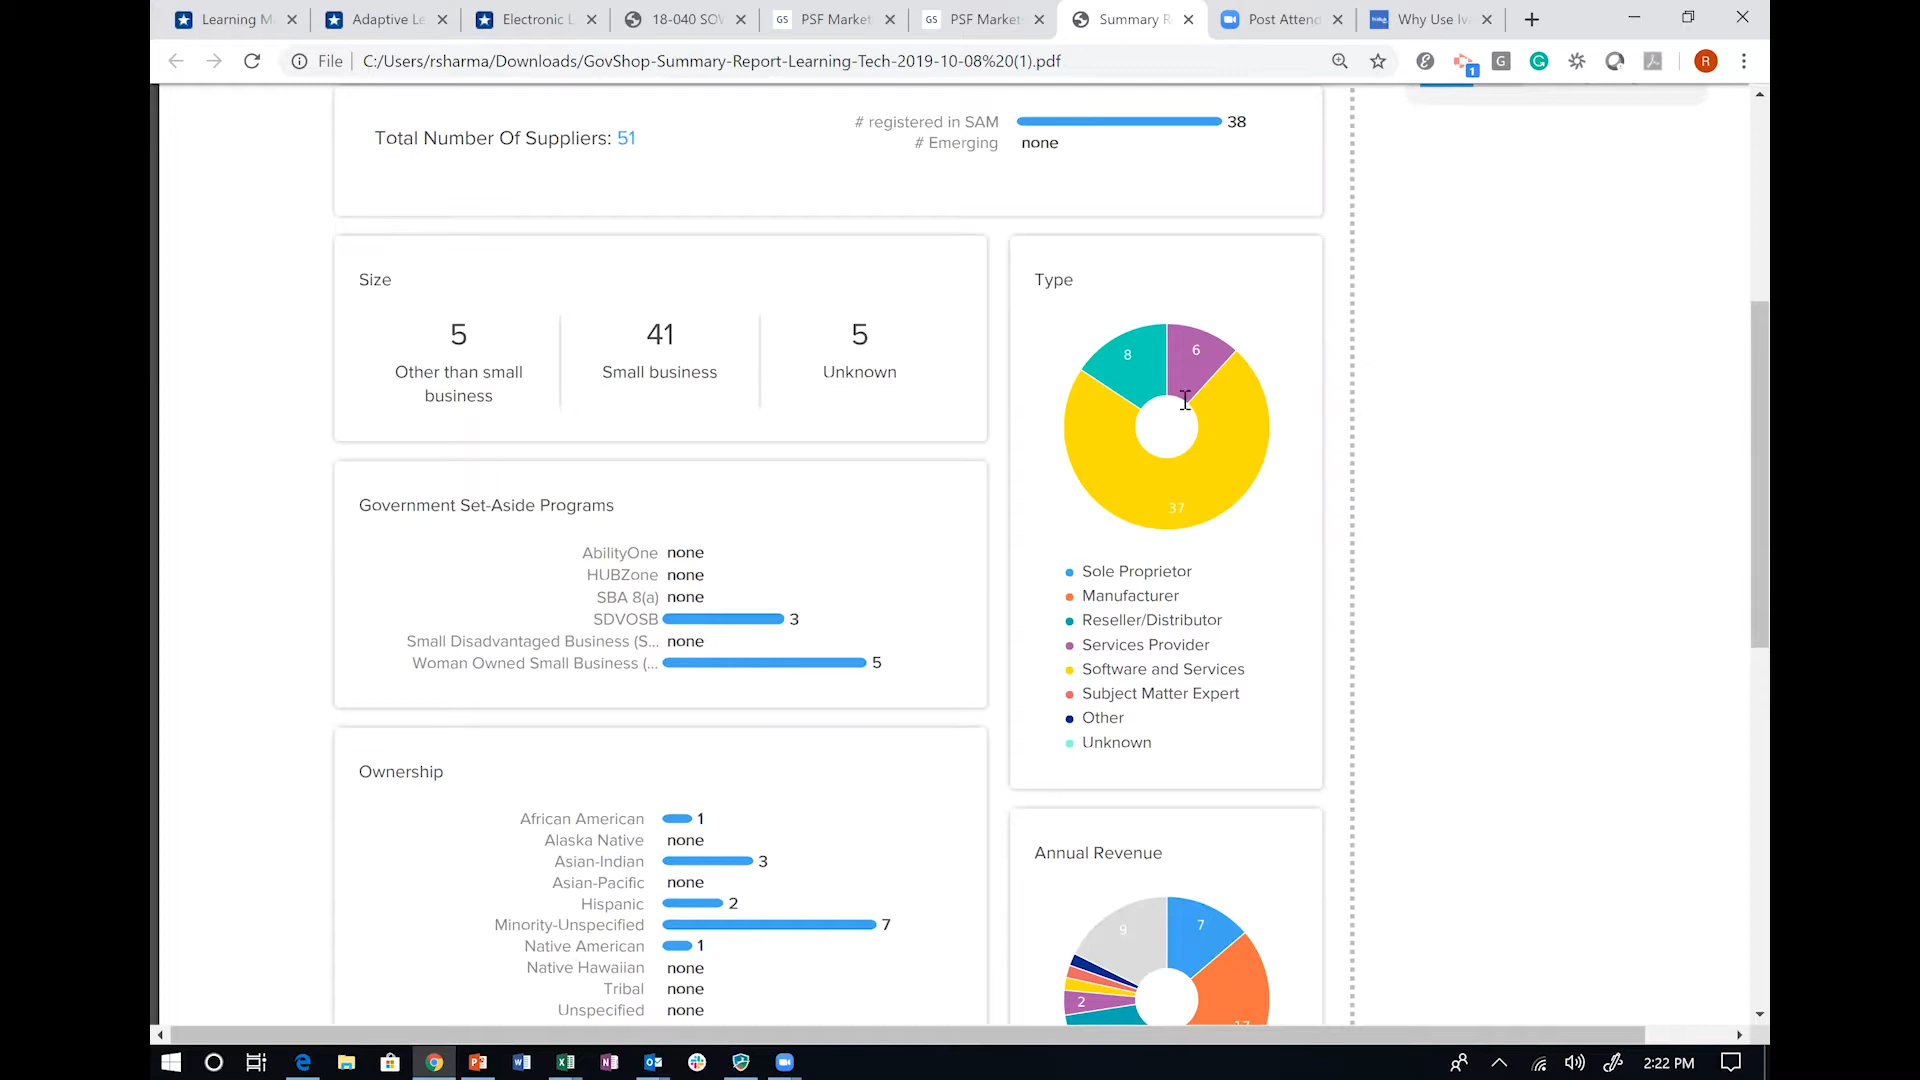 Learning M
Adaptive Le
Electronic L
18-040 SOV
GS PSF Market
GS PSF Market
Summary R
Post Attend
Why Use Iv
File
C:/Users/rsharma/Downloads/GovShop-Summary-Report-Learning-Tech-2019-10-08%20(1).pdf
1
G
R
Total Number Of Suppliers: 51
# registered in SAM 38
# Emerging none
Size
5
Other than small
business
41
Small business
5
Unknown
Type
8
6
37
Sole Proprietor
Manufacturer
Reseller/Distributor
Services Provider
Software and Services
Subject Matter Expert
Other
Unknown
Government Set-Aside Programs
AbilityOne none
HUBZone none
SBA 8(a) none
SDVOSB 3
Small Disadvantaged Business (S... none
Woman Owned Small Business (... 5
Ownership
African American 1
Alaska Native none
Asian-Indian 3
Asian-Pacific none
Hispanic 2
Minority-Unspecified 7
Native American 1
Native Hawaiian none
Tribal none
Unspecified none
Annual Revenue
9
7
2
17
2:22 PM